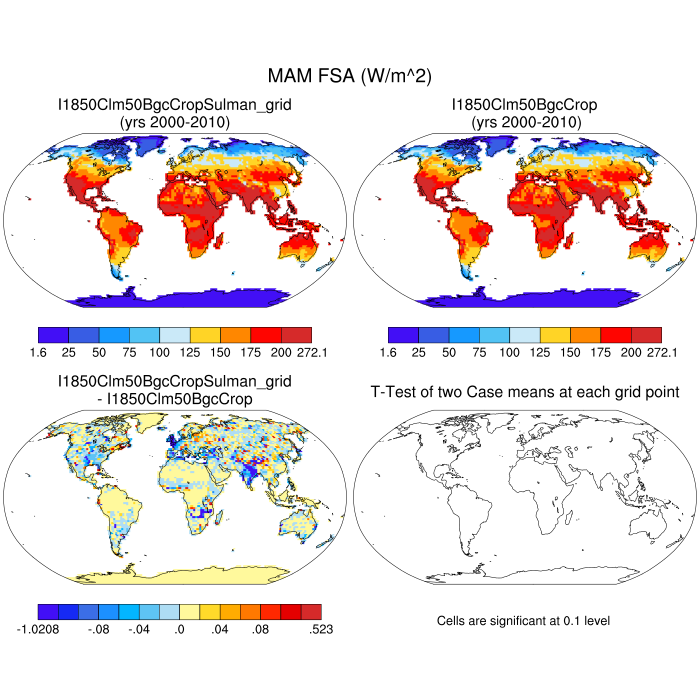 MAM FSA (W/m^2)
I1850Clm50BgcCropSulman_grid
(yrs 2000-2010)
I1850Clm50BgcCrop
(yrs 2000-2010)
1.6 25 50 75 100 125 150 175 200 272.1
1.6 25 50 75 100 125 150 175 200 272.1
I1850Clm50BgcCropSulman_grid
- I1850Clm50BgcCrop
T-Test of two Case means at each grid point
-1.0208 -.08 -.04 .0 .04 .08 .523
Cells are significant at 0.1 level